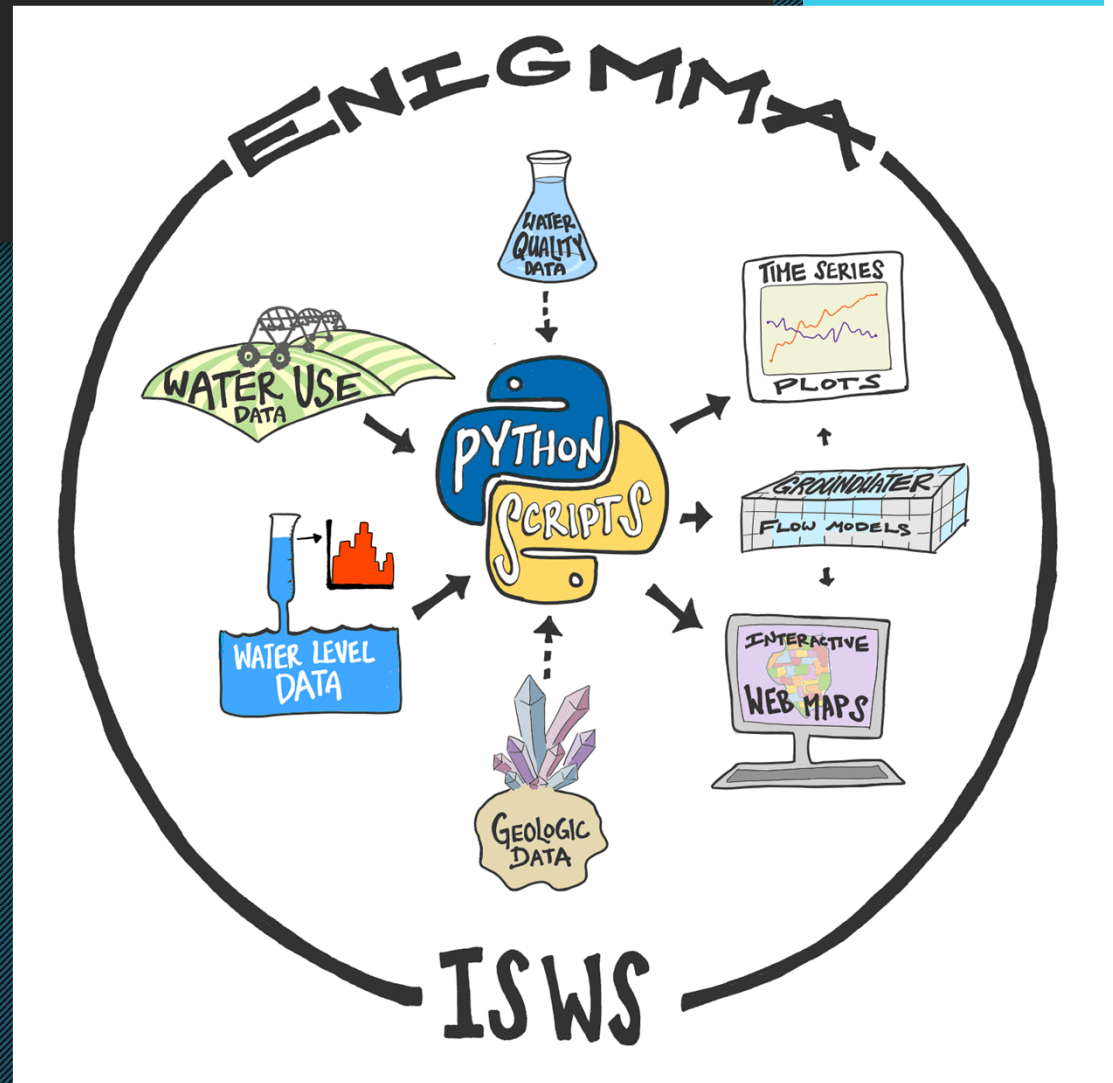 ENIGMMA
WATER
QUALITY
DATA
TIME SERIES
PLOTS
WATER USE
DATA
PYTHON
SCRIPTS
GROUNDWATER
FLOW MODELS
WATER LEVEL
DATA
INTERACTIVE
WEB MAPS
GEOLOGIC
DATA
ISWS